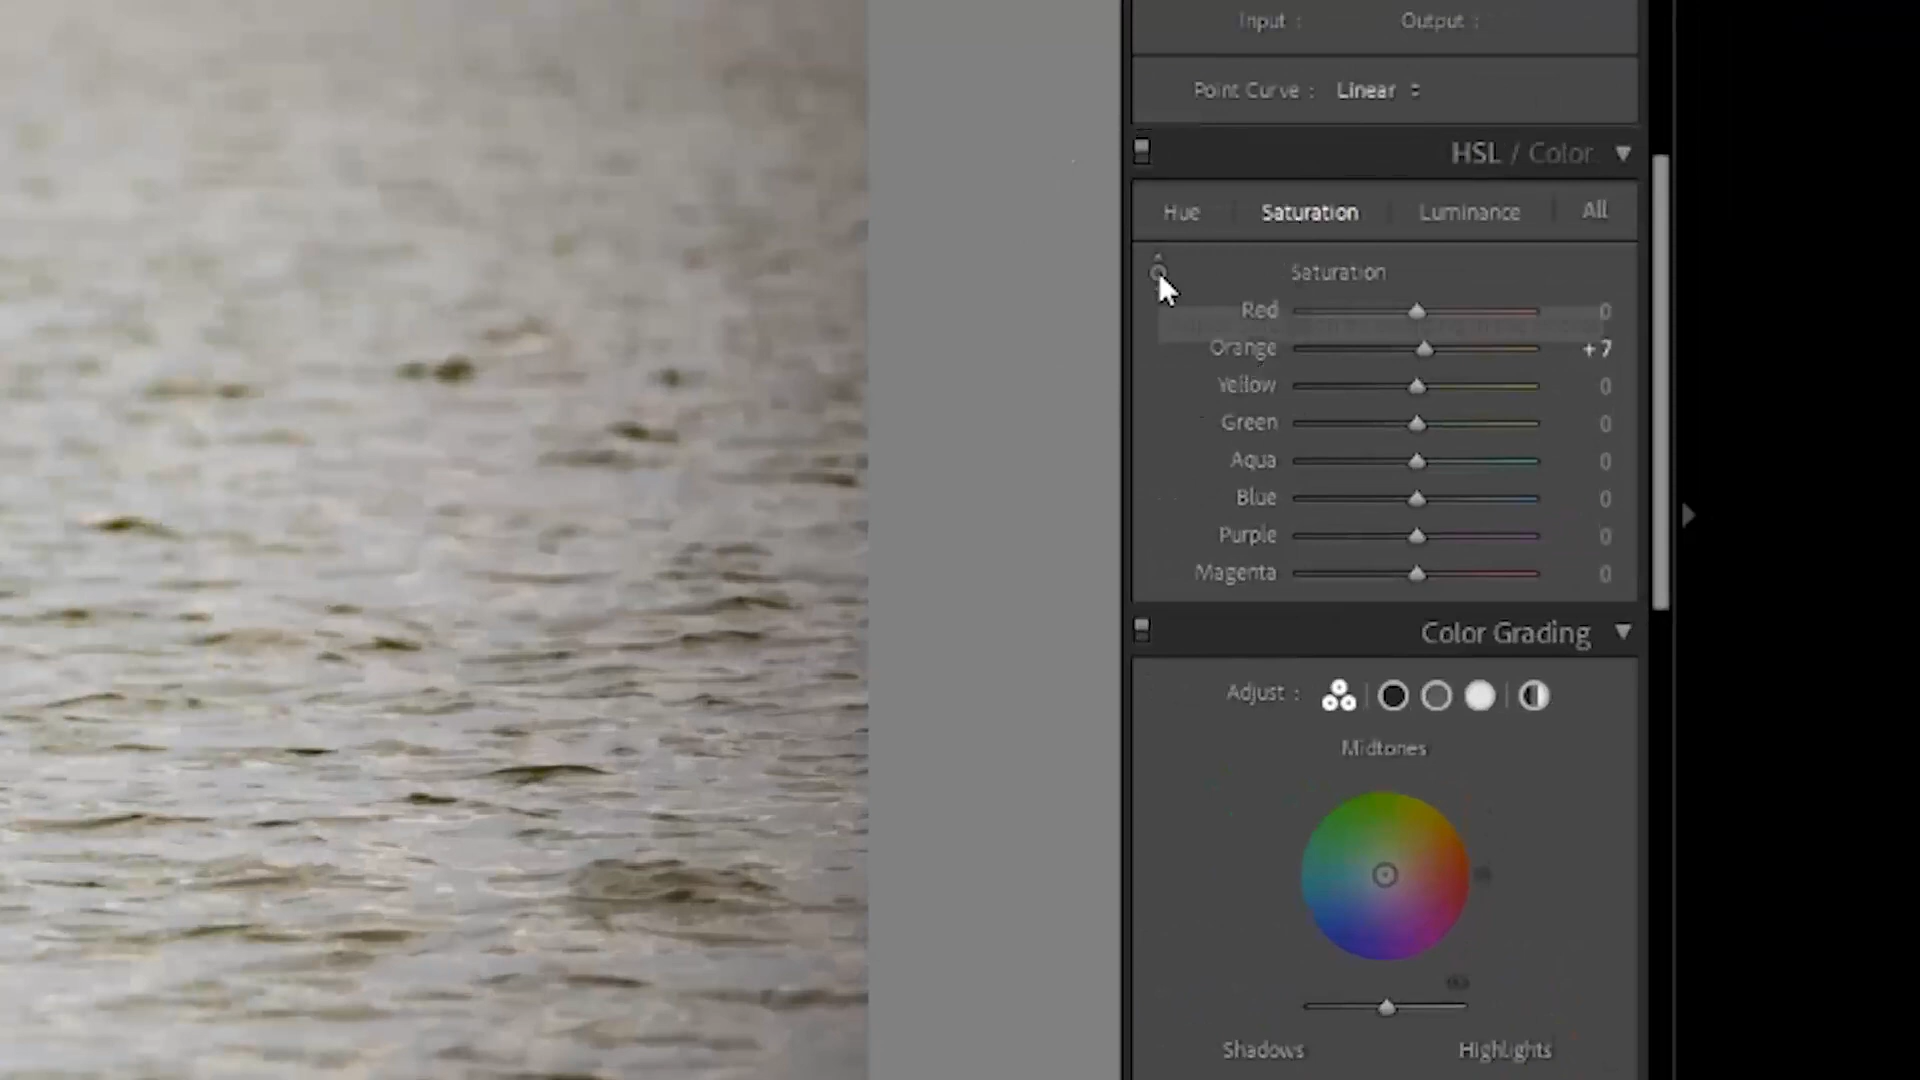 Input :    Output :
Point Curve :  Linear
HSL / Color
Hue  Saturation  Luminance  All
Saturation
Red  0
Orange  + 7
Yellow  0
Green  0
Aqua  0
Blue  0
Purple  0
Magenta  0
Color Grading
Adjust :
Midtones
Shadows  Highlights